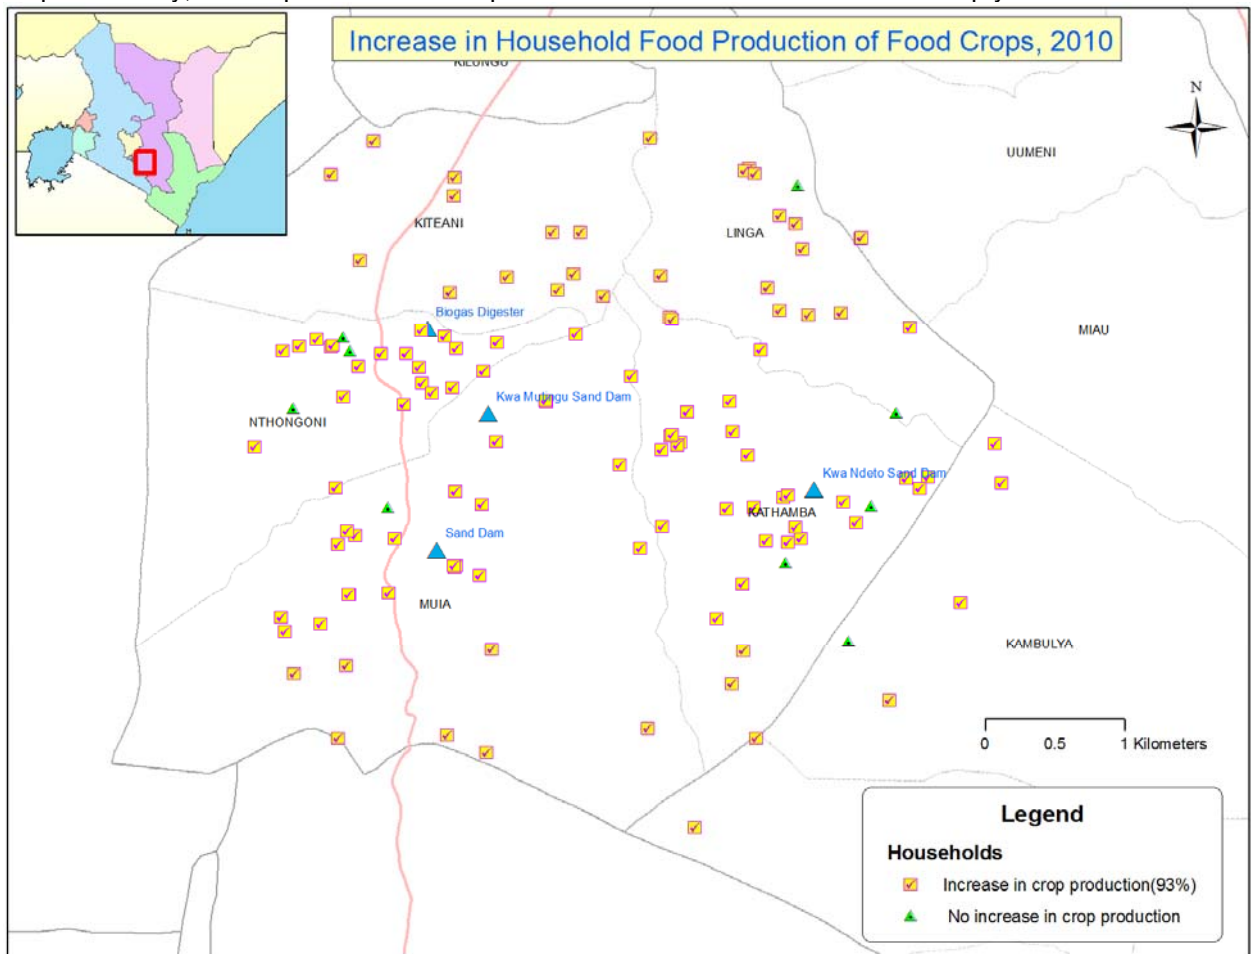 Increase in Household Food Production of Food Crops, 2010
KILUNGU
N
UUMENI
KITEANI
LINGA
Biogas Digester
MIAU
Kwa Mutingu Sand Dam
NTHONGONI
Kwa Ndeto Sand Dam
KATHAMBA
Sand Dam
MUIA
KAMBULYA
0 0.5 1 Kilometers
Legend
Households
Increase in crop production(93%)
No increase in crop production